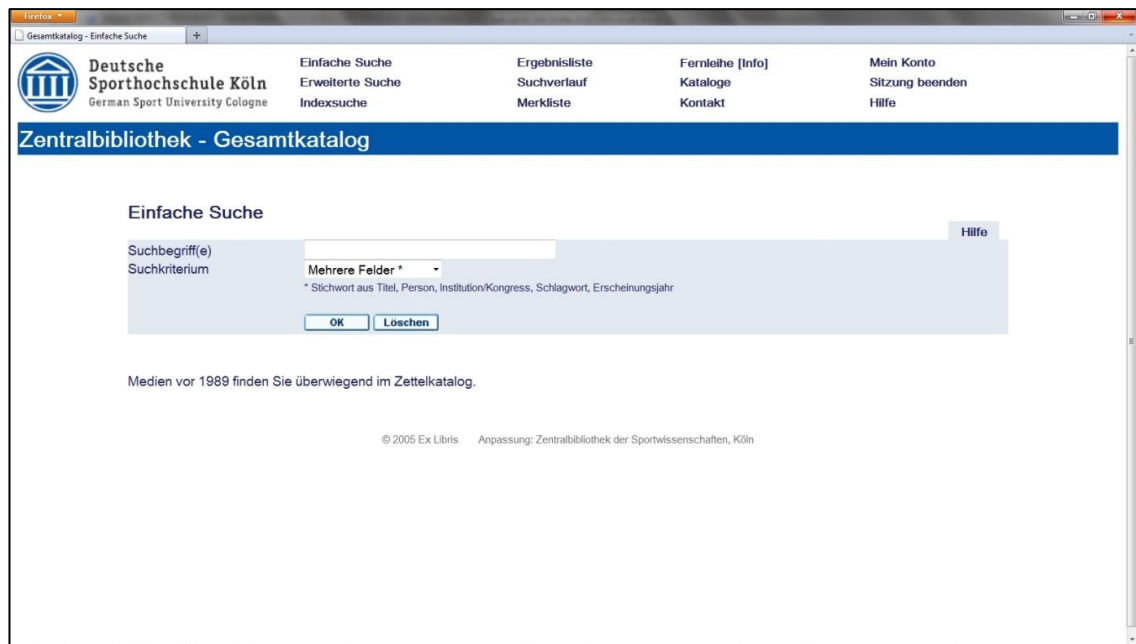 Firefox
Gesamtkatalog - Einfache Suche
Deutsche
Sporthochschule Köln
German Sport University Cologne
Einfache Suche
Erweiterte Suche
Indexsuche
Ergebnisliste
Suchverlauf
Merkliste
Fernleihe [Info]
Kataloge
Kontakt
Mein Konto
Sitzung beenden
Hilfe
Zentralbibliothek - Gesamtkatalog
Einfache Suche
Hilfe
Suchbegriff(e)
Suchkriterium Mehrere Felder *
* Stichwort aus Titel, Person, Institution/Kongress, Schlagwort, Erscheinungsjahr
OK Löschen
Medien vor 1989 finden Sie überwiegend im Zettelkatalog.
© 2005 Ex Libris Anpassung: Zentralbibliothek der Sportwissenschaften, Köln